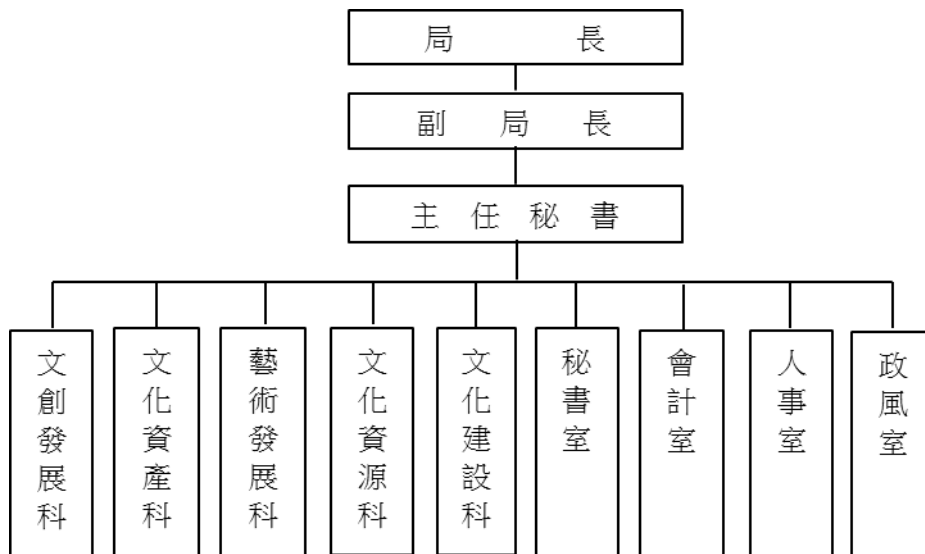 局長
副局長
主任秘書
文創發展科
文化資產科
藝術發展科
文化資源科
文化建設科
秘書室
會計室
人事室
政風室